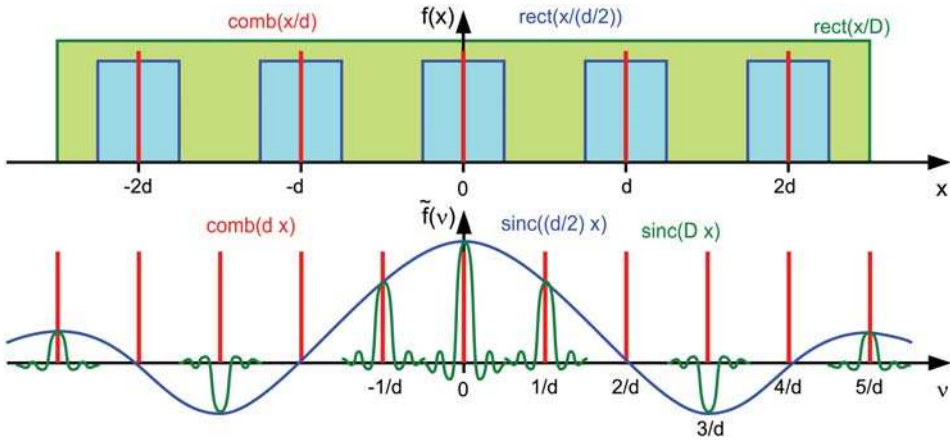 comb(x/d) f(x) rect(x/(d/2)) rect(x/D)
-2d -d 0 d 2d x
comb(d x) f̃(ν) sinc((d/2) x) sinc(D x)
-1/d 0 1/d 2/d 3/d 4/d 5/d ν